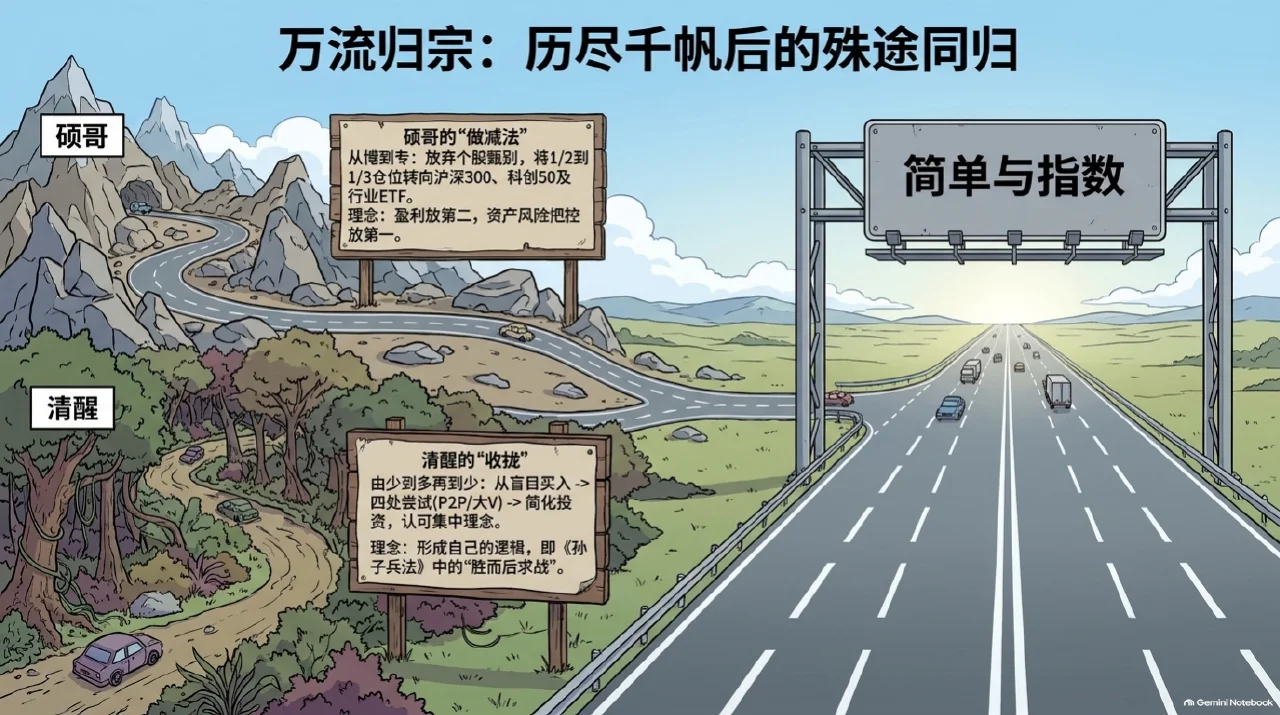 万流归宗：历尽千帆后的殊途同归
硕哥
硕哥的“做减法”
从博到专：放弃个股甄别，将1/2到
1/3仓位转向沪深300、科创50及
行业ETF。
理念：盈利放第二，资产风险把控
放第一。
简单与指数
清醒
清醒的“收拢”
由少到多再到少：从盲目买入 ->
四处尝试(P2P/大V) -> 简化投
资，认可集中理念。
理念：形成自己的逻辑，即《孙
子兵法》中的“胜而后求战”。
Gemini Notebook